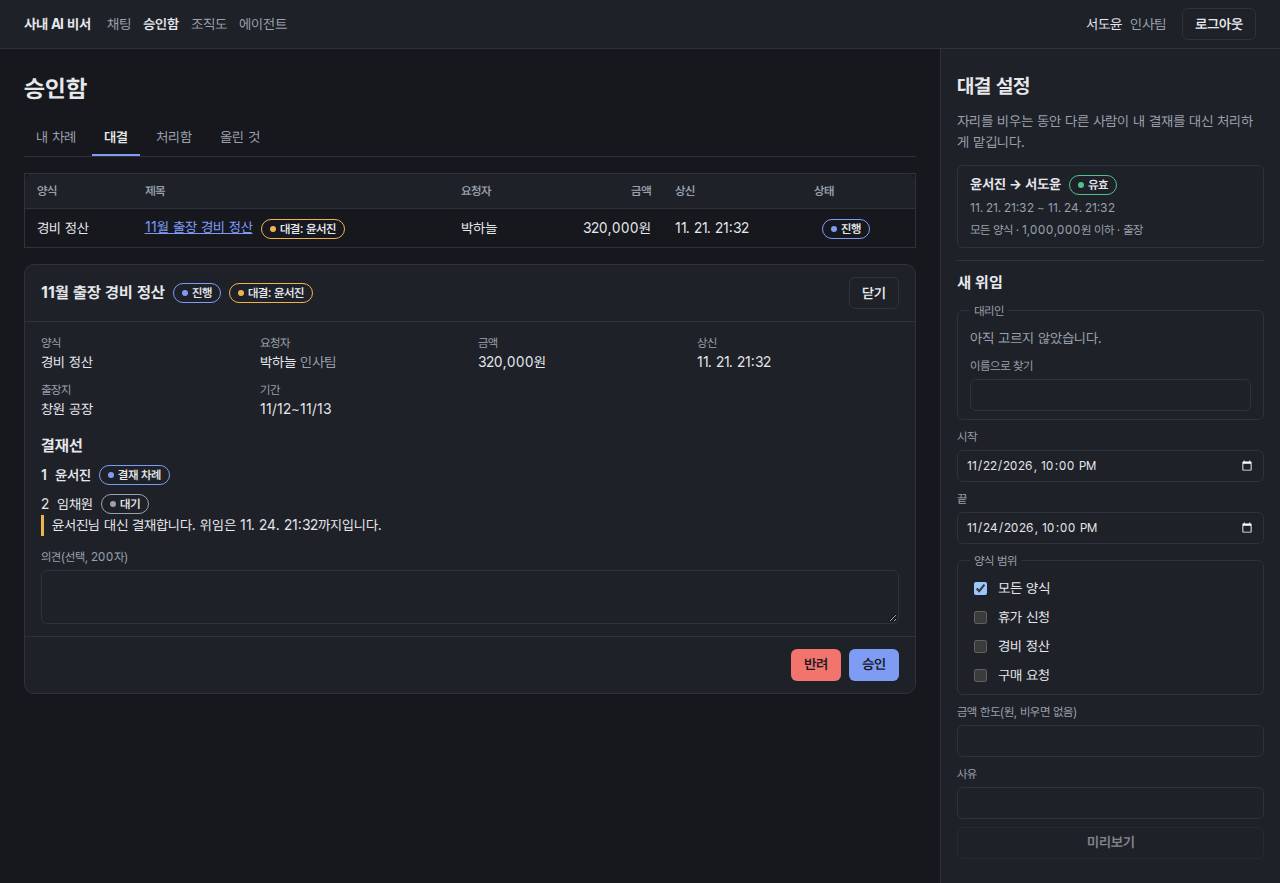 사내 AI 비서 채팅 승인함 조직도 에이전트 서도윤 인사팀 로그아웃
승인함
내 차례 대결 처리함 올린 것
양식 제목 요청자 금액 상신 상태
경비 정산 11월 출장 경비 정산 대결: 윤서진 박하늘 320,000원 11. 21. 21:32 진행
11월 출장 경비 정산 진행 대결: 윤서진 닫기
양식 요청자 금액 상신
경비 정산 박하늘 인사팀 320,000원 11. 21. 21:32
출장지 기간
창원 공장 11/12~11/13
결재선
1 윤서진 결재 차례
2 임채원 대기
윤서진님 대신 결재합니다. 위임은 11. 24. 21:32까지입니다.
의견(선택, 200자)
반려 승인
대결 설정
자리를 비우는 동안 다른 사람이 내 결재를 대신 처리하
게 맡깁니다.
윤서진 → 서도윤 유효
11. 21. 21:32 ~ 11. 24. 21:32
모든 양식 · 1,000,000원 이하 · 출장
새 위임
대리인
아직 고르지 않았습니다.
이름으로 찾기
시작
11/22/2026, 10:00 PM
끝
11/24/2026, 10:00 PM
양식 범위
모든 양식
휴가 신청
경비 정산
구매 요청
금액 한도(원, 비우면 없음)
사유
미리보기